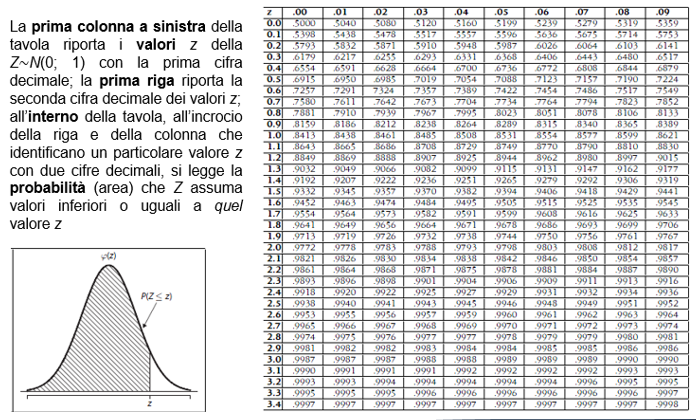 La prima colonna a sinistra della
tavola riporta i valori z della
Z~N(0; 1) con la prima cifra
decimale; la prima riga riporta la
seconda cifra decimale dei valori z;
all'interno della tavola, all'incrocio
della riga e della colonna che
identificano un particolare valore z
con due cifre decimali, si legge la
probabilità (area) che Z assuma
valori inferiori o uguali a quel
valore z
φ(z)
P(Z ≤ z)
z
z .00 .01 .02 .03 .04 .05 .06 .07 .08 .09
0.0 .5000 .5040 .5080 .5120 .5160 .5199 .5239 .5279 .5319 .5359
0.1 .5398 .5438 .5478 .5517 .5557 .5596 .5636 .5675 .5714 .5753
0.2 .5793 .5832 .5871 .5910 .5948 .5987 .6026 .6064 .6103 .6141
0.3 .6179 .6217 .6255 .6293 .6331 .6368 .6406 .6443 .6480 .6517
0.4 .6554 .6591 .6628 .6664 .6700 .6736 .6772 .6808 .6844 .6879
0.5 .6915 .6950 .6985 .7019 .7054 .7088 .7123 .7157 .7190 .7224
0.6 .7257 .7291 .7324 .7357 .7389 .7422 .7454 .7486 .7517 .7549
0.7 .7580 .7611 .7642 .7673 .7704 .7734 .7764 .7794 .7823 .7852
0.8 .7881 .7910 .7939 .7967 .7995 .8023 .8051 .8078 .8106 .8133
0.9 .8159 .8186 .8212 .8238 .8264 .8289 .8315 .8340 .8365 .8389
1.0 .8413 .8438 .8461 .8485 .8508 .8531 .8554 .8577 .8599 .8621
1.1 .8643 .8665 .8686 .8708 .8729 .8749 .8770 .8790 .8810 .8830
1.2 .8849 .8869 .8888 .8907 .8925 .8944 .8962 .8980 .8997 .9015
1.3 .9032 .9049 .9066 .9082 .9099 .9115 .9131 .9147 .9162 .9177
1.4 .9192 .9207 .9222 .9236 .9251 .9265 .9279 .9292 .9306 .9319
1.5 .9332 .9345 .9357 .9370 .9382 .9394 .9406 .9418 .9429 .9441
1.6 .9452 .9463 .9474 .9484 .9495 .9505 .9515 .9525 .9535 .9545
1.7 .9554 .9564 .9573 .9582 .9591 .9599 .9608 .9616 .9625 .9633
1.8 .9641 .9649 .9656 .9664 .9671 .9678 .9686 .9693 .9699 .9706
1.9 .9713 .9719 .9726 .9732 .9738 .9744 .9750 .9756 .9761 .9767
2.0 .9772 .9778 .9783 .9788 .9793 .9798 .9803 .9808 .9812 .9817
2.1 .9821 .9826 .9830 .9834 .9838 .9842 .9846 .9850 .9854 .9857
2.2 .9861 .9864 .9868 .9871 .9875 .9878 .9881 .9884 .9887 .9890
2.3 .9893 .9896 .9898 .9901 .9904 .9906 .9909 .9911 .9913 .9916
2.4 .9918 .9920 .9922 .9925 .9927 .9929 .9931 .9932 .9934 .9936
2.5 .9938 .9940 .9941 .9943 .9945 .9946 .9948 .9949 .9951 .9952
2.6 .9953 .9955 .9956 .9957 .9959 .9960 .9961 .9962 .9963 .9964
2.7 .9965 .9966 .9967 .9968 .9969 .9970 .9971 .9972 .9973 .9974
2.8 .9974 .9975 .9976 .9977 .9977 .9978 .9979 .9979 .9980 .9981
2.9 .9981 .9982 .9982 .9983 .9984 .9984 .9985 .9985 .9986 .9986
3.0 .9987 .9987 .9987 .9988 .9988 .9989 .9989 .9989 .9990 .9990
3.1 .9990 .9991 .9991 .9991 .9992 .9992 .9992 .9992 .9993 .9993
3.2 .9993 .9993 .9994 .9994 .9994 .9994 .9994 .9995 .9995 .9995
3.3 .9995 .9995 .9995 .9996 .9996 .9996 .9996 .9996 .9996 .9997
3.4 .9997 .9997 .9997 .9997 .9997 .9997 .9997 .9997 .9997 .9998